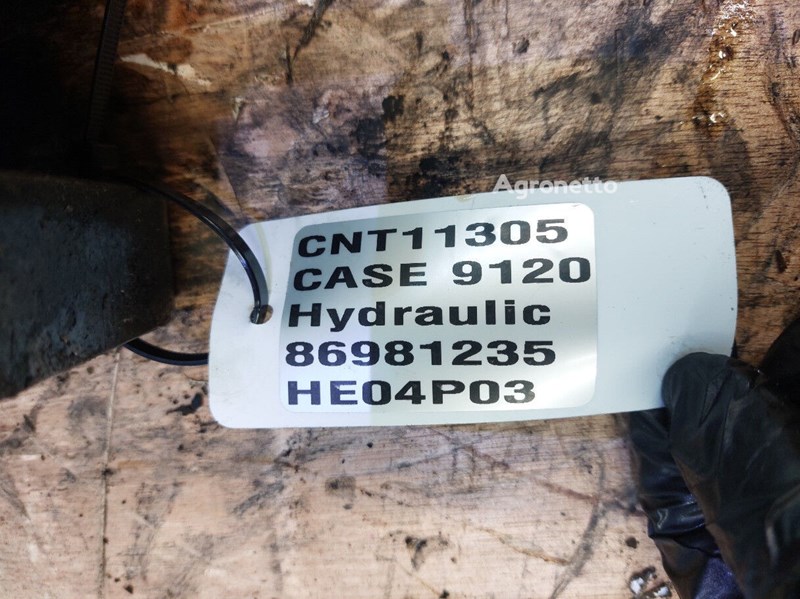 Agronetto
CNT11305
CASE 9120
Hydraulic
86981235
HE04P03